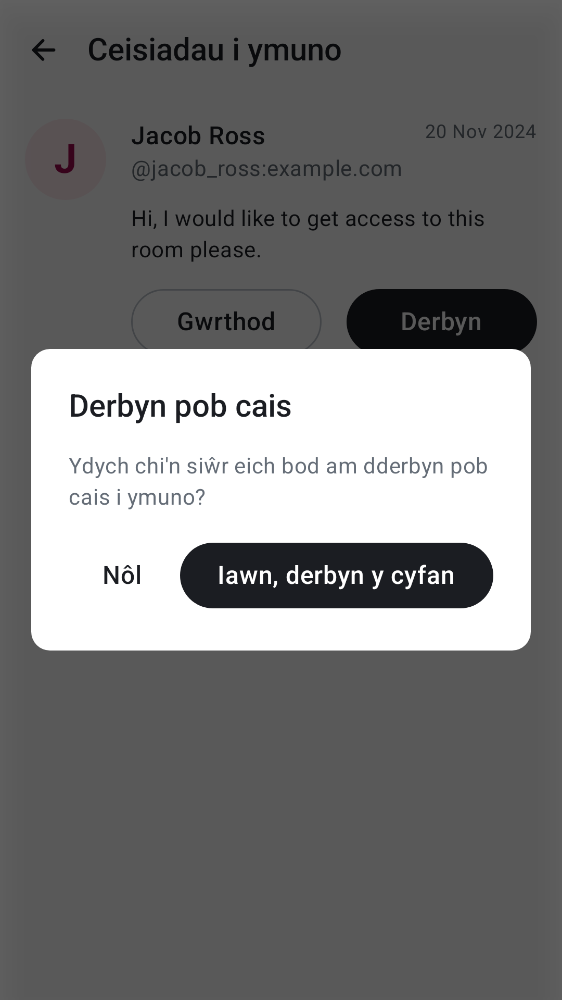 Ceisiadau i ymuno
J
Jacob Ross
20 Nov 2024
@jacob_ross:example.com
Hi, I would like to get access to this
room please.
Gwrthod
Derbyn
Derbyn pob cais
Ydych chi'n siŵr eich bod am dderbyn pob
cais i ymuno?
Nôl
Iawn, derbyn y cyfan